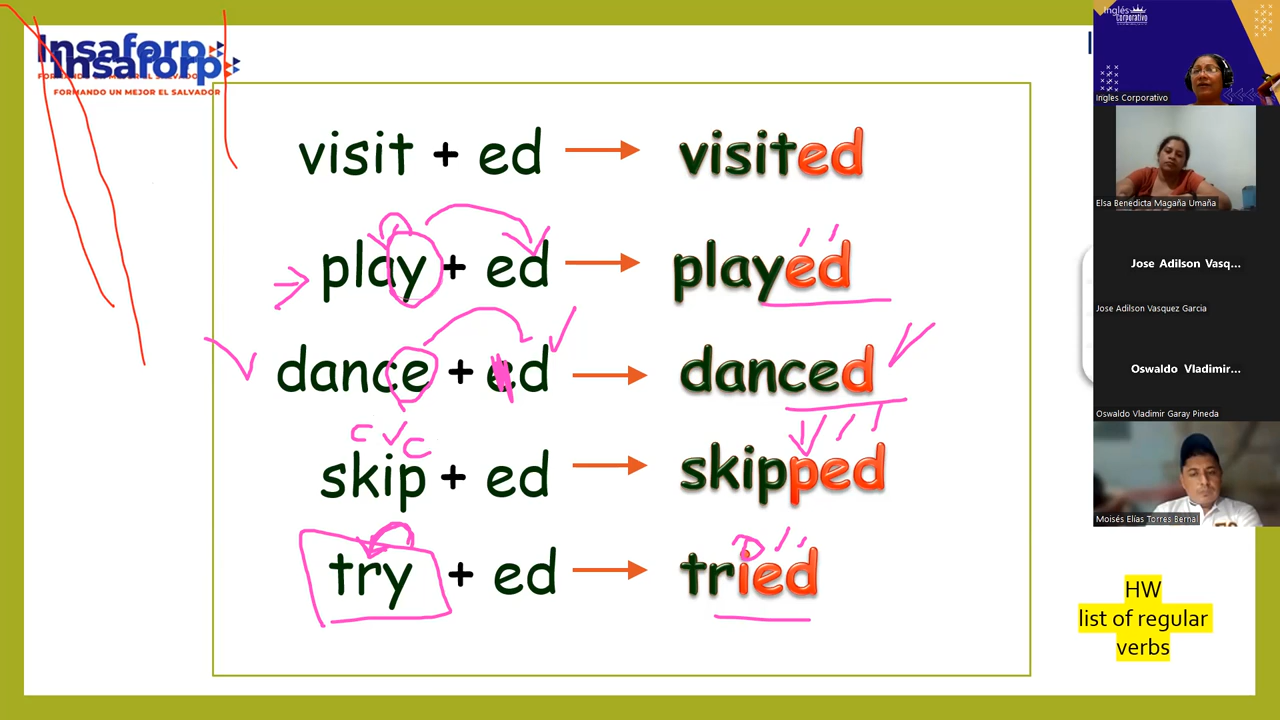 Insaforp
Insaforp
FORMANDO UN MEJOR EL SALVADOR
visit + ed → visited
play + ed → played
dance + ed → danced
c v c
skip + ed → skipped
try + ed → tried
HW
list of regular
verbs
Inglés
Corporativo
Ingles Corporativo
Elsa Benedicta Magaña Umaña
Jose Adilson Vasq...
Jose Adilson Vasquez Garcia
Oswaldo Vladimir...
Oswaldo Vladimir Garay Pineda
Moisés Elías Torres Bernal